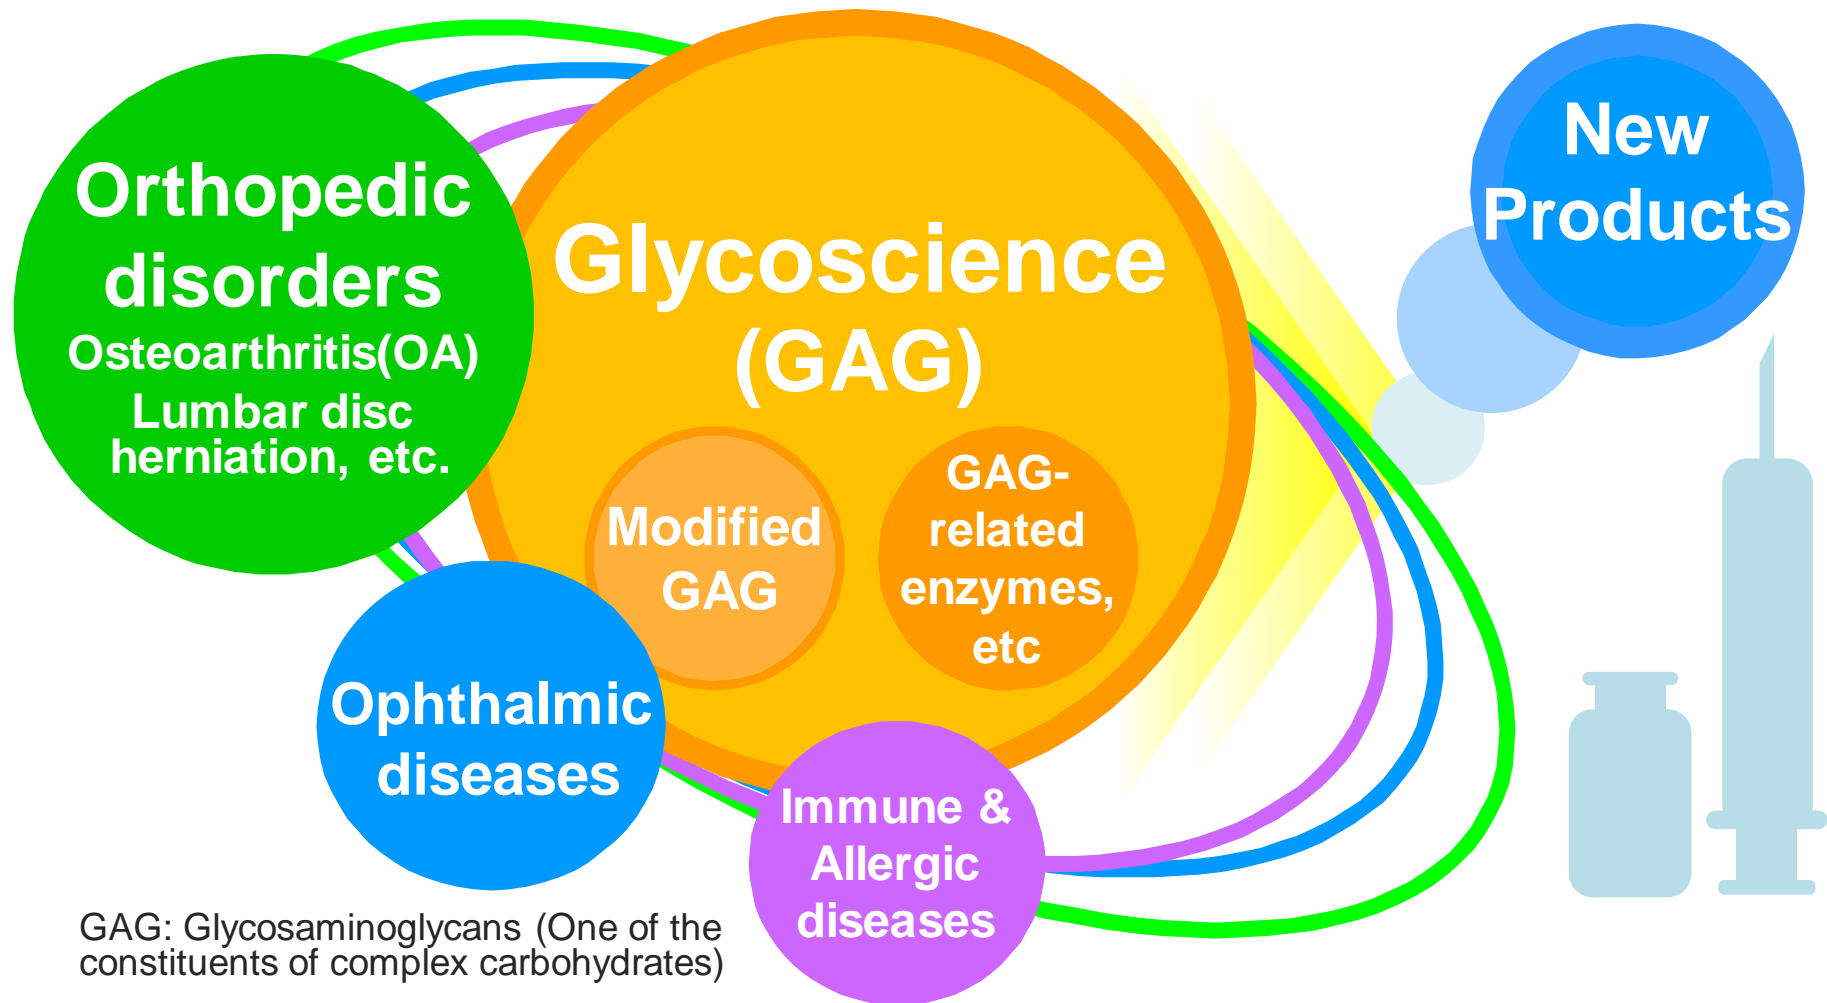 Orthopedic
disorders
Osteoarthritis(OA)
Lumbar disc
herniation, etc.
Glycoscience
(GAG)
Modified
GAG
GAG-
related
enzymes,
etc
New
Products
Ophthalmic
diseases
Immune &
Allergic
diseases
GAG: Glycosaminoglycans (One of the
constituents of complex carbohydrates)